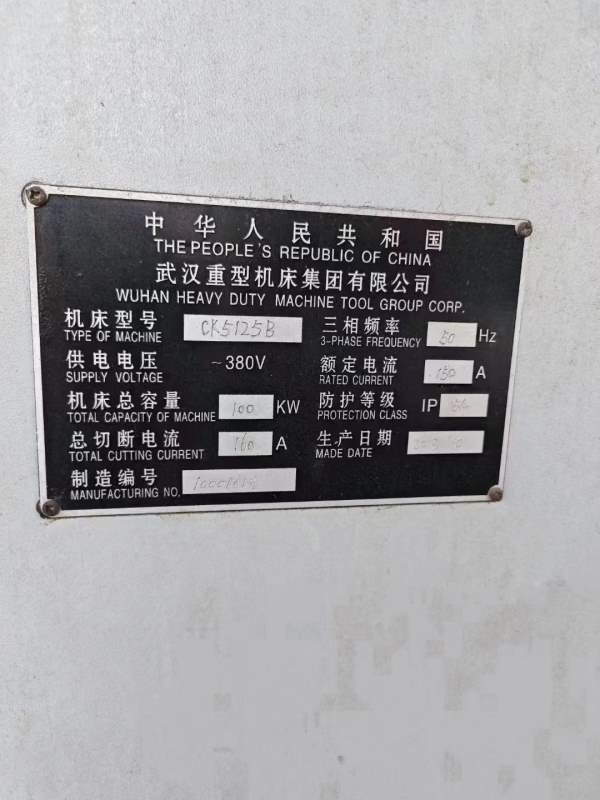 中华人民共和国
THE PEOPLE'S REPUBLIC OF CHINA
武汉重型机床集团有限公司
WUHAN HEAVY DUTY MACHINE TOOL GROUP CORP.
机床型号 CK5125B 三相频率 50 Hz
TYPE OF MACHINE 3-PHASE FREQUENCY
供电电压 ~380V 额定电流 150 A
SUPPLY VOLTAGE RATED CURRENT
机床总容量 100 KW 防护等级 IP 54
TOTAL CAPACITY OF MACHINE PROTECTION CLASS
总切断电流 160 A 生产日期
TOTAL CUTTING CURRENT MADE DATE
制造编号
MANUFACTURING NO.